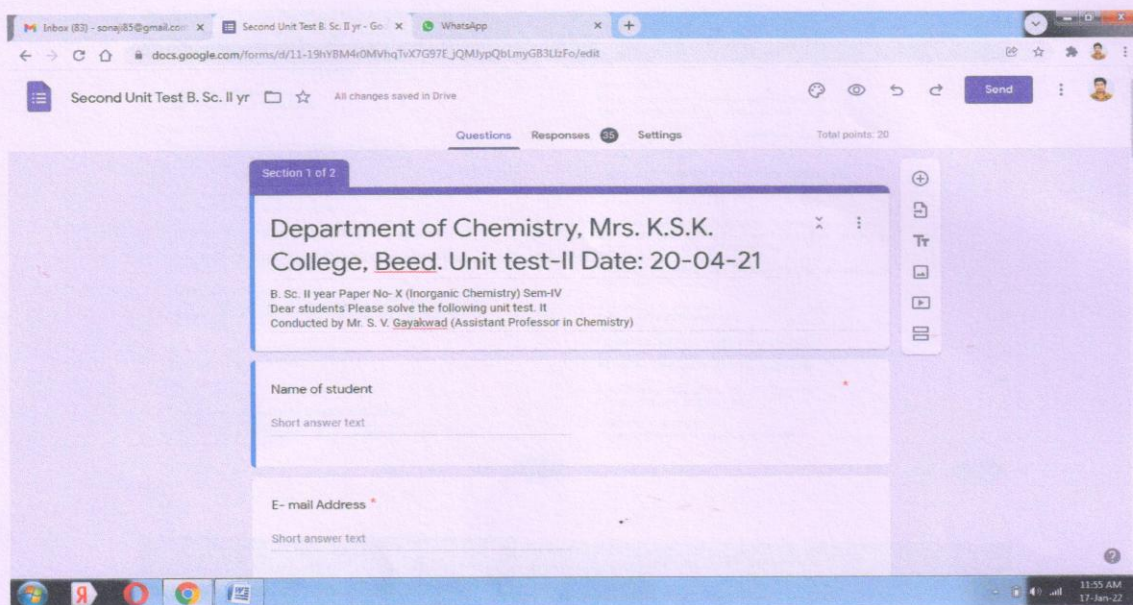 Inbox (83) - sonaji85@gmail.com
Second Unit Test B. Sc. II yr - Go
WhatsApp
docs.google.com/forms/d/11-19hYBM4r0MVhqTvX7G97E_jQMJypQbLmyGB3LlzFo/edit
Second Unit Test B. Sc. II yr
All changes saved in Drive
Send
Questions
Responses 35
Settings
Total points: 20
Section 1 of 2
Department of Chemistry, Mrs. K.S.K.
College, Beed. Unit test-II Date: 20-04-21
B. Sc. II year Paper No- X (Inorganic Chemistry) Sem-IV
Dear students Please solve the following unit test. It
Conducted by Mr. S. V. Gayakwad (Assistant Professor in Chemistry)
Name of student *
Short answer text
E- mail Address *
Short answer text
11:55 AM
17-Jan-22